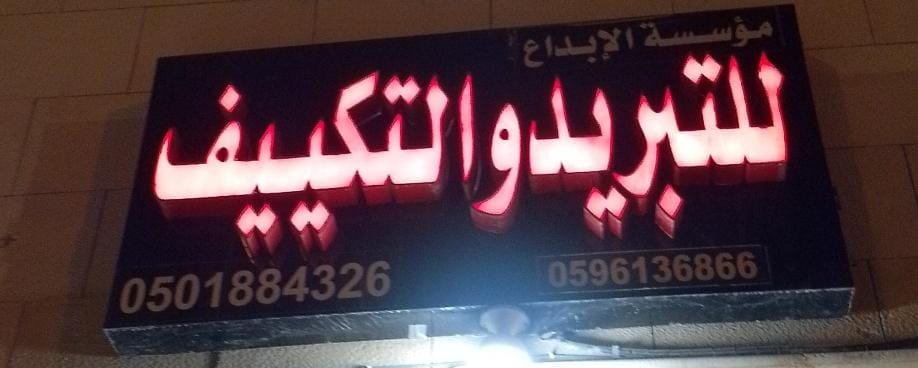 مؤسسة الإبداع
للتبريد والتكييف
0501884326 0596136866